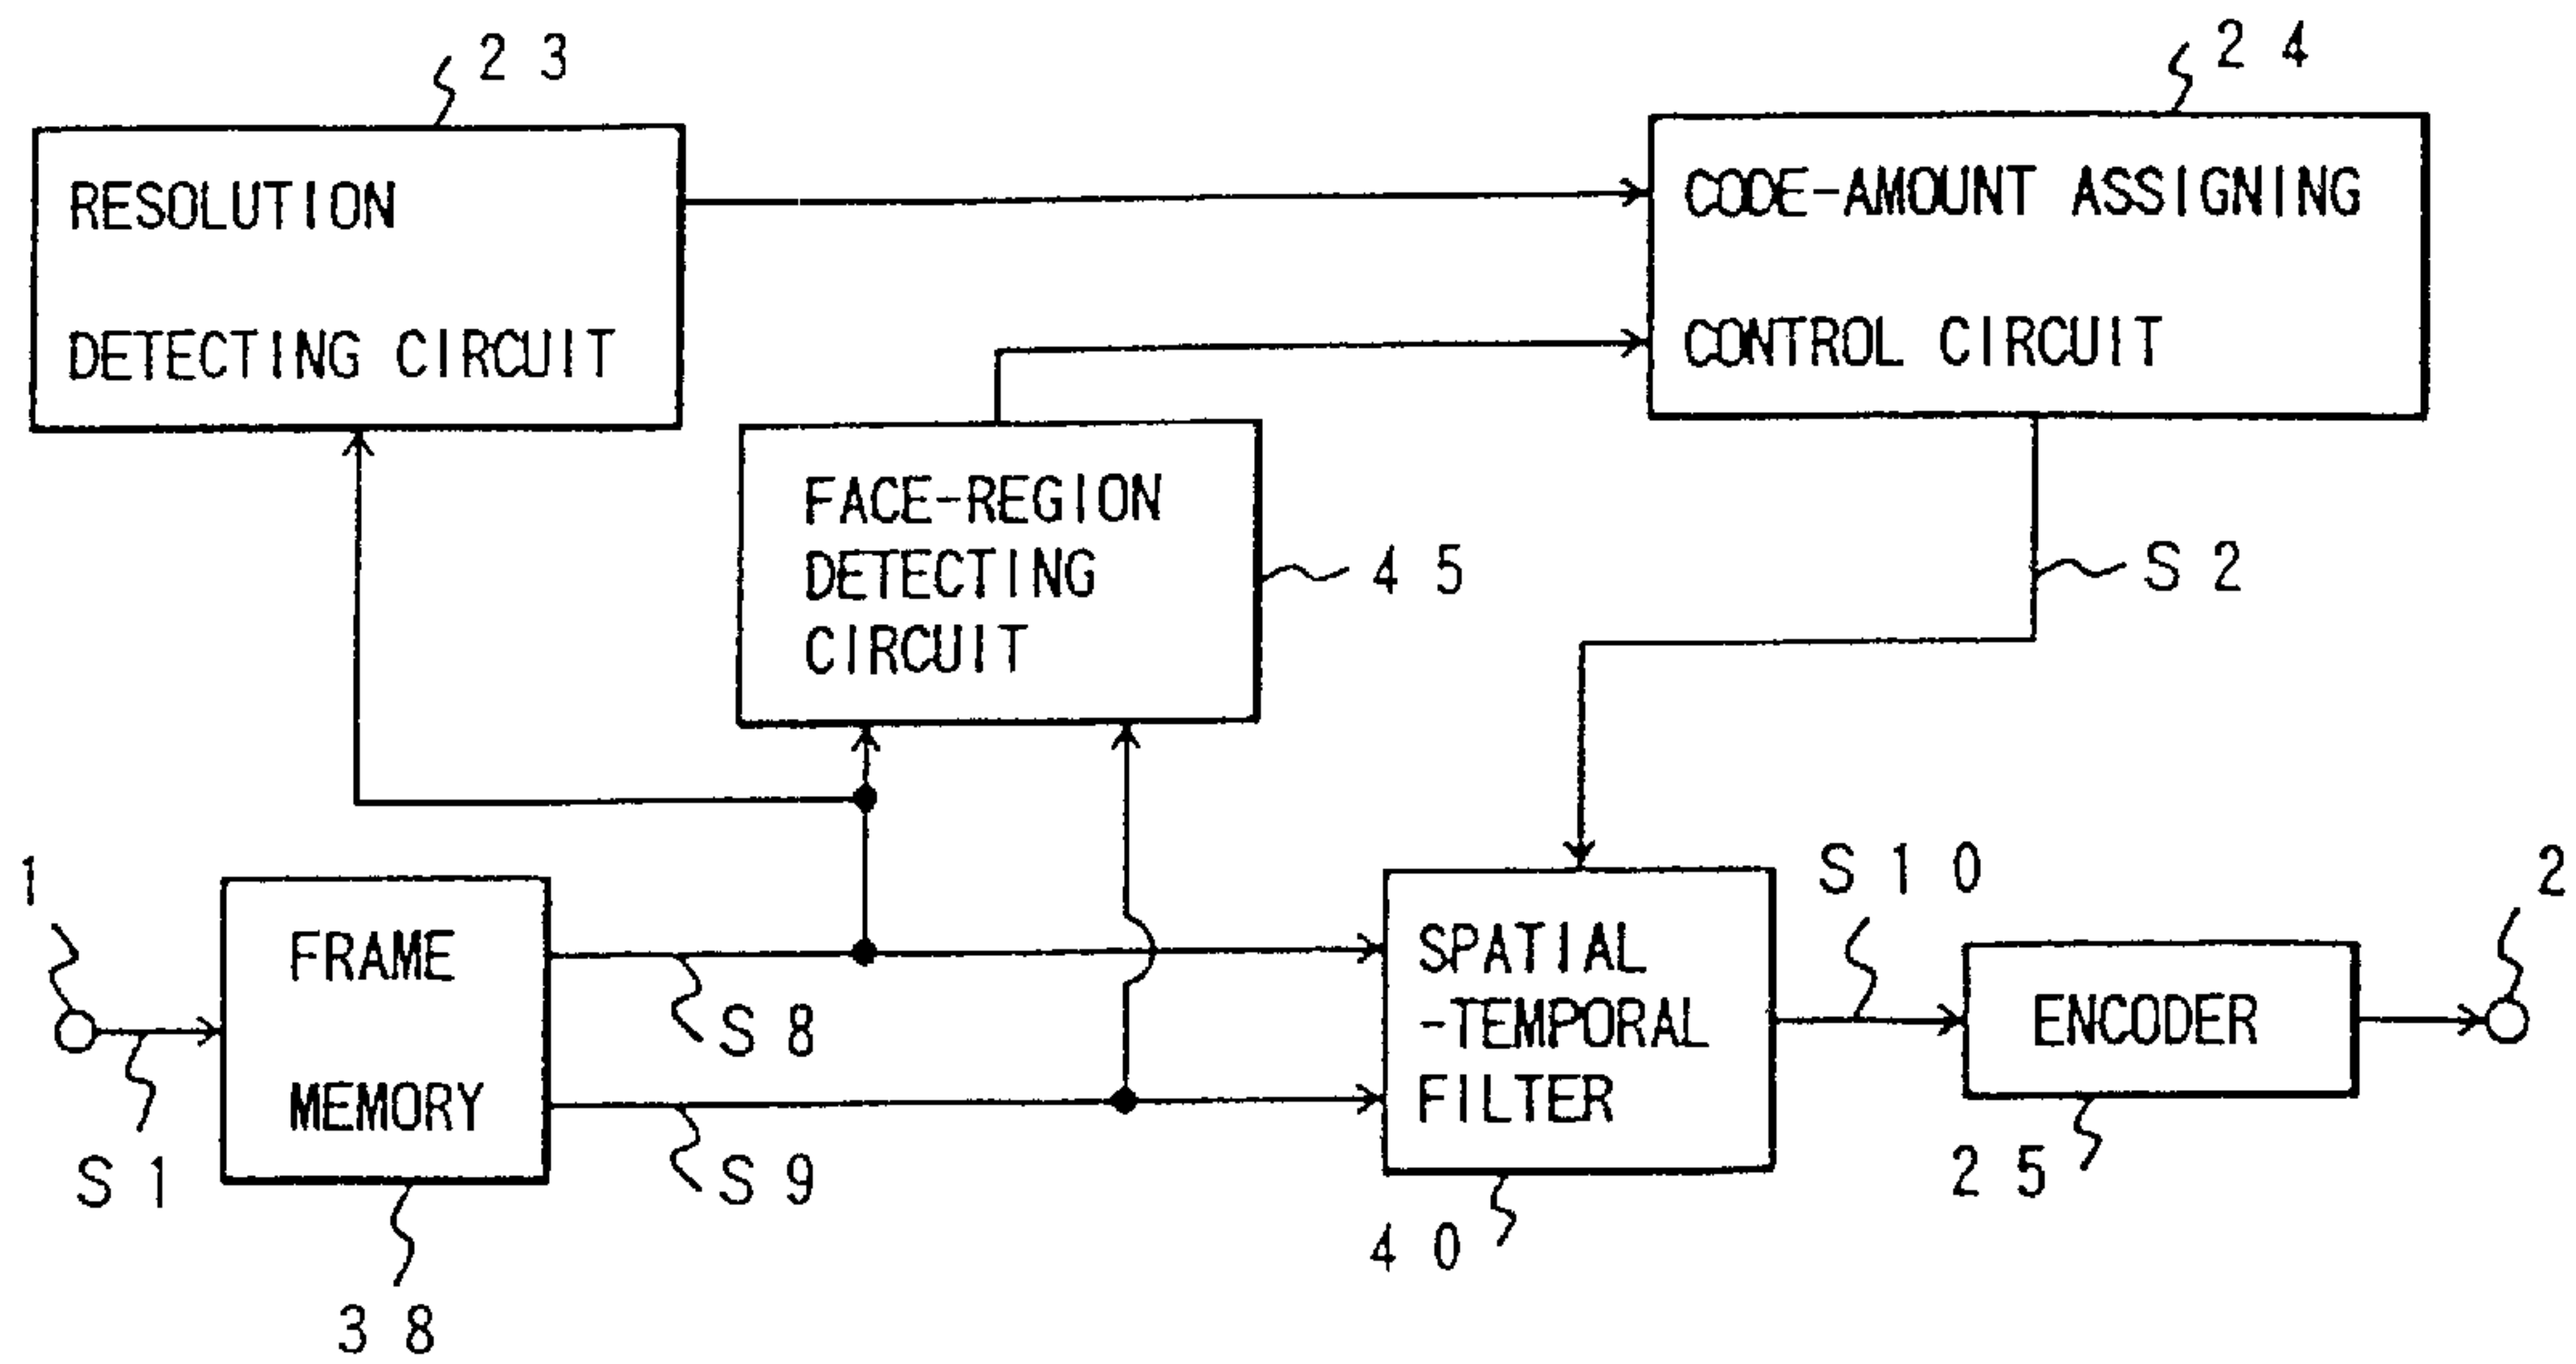 2 3
2 4
RESOLUTION
DETECTING CIRCUIT
CODE-AMOUNT ASSIGNING
CONTROL CIRCUIT
FACE-REGION
DETECTING
CIRCUIT
4 5
S 2
1
S 1
FRAME
MEMORY
3 8
S 8
S 9
SPATIAL
-TEMPORAL
FILTER
4 0
S 1 0
ENCODER
2 5
2